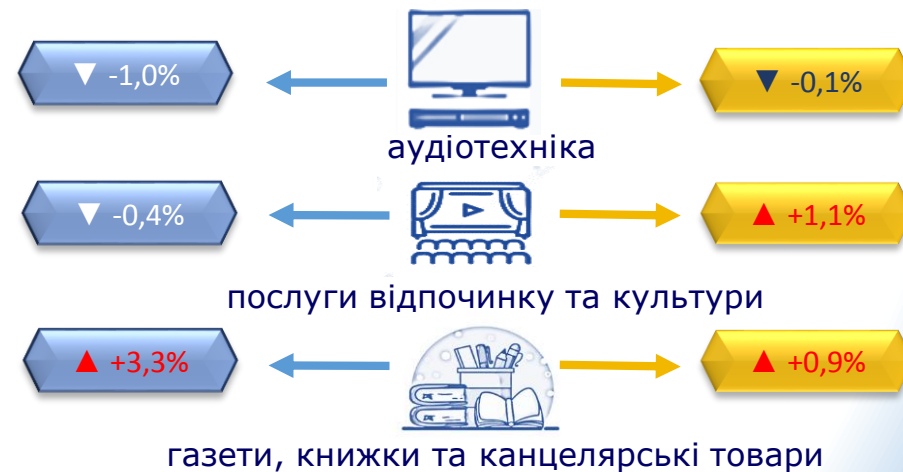 ▼ -1,0%
▼ -0,1%
аудіотехніка
▼ -0,4%
▲ +1,1%
послуги відпочинку та культури
▲ +3,3%
▲ +0,9%
газети, книжки та канцелярські товари